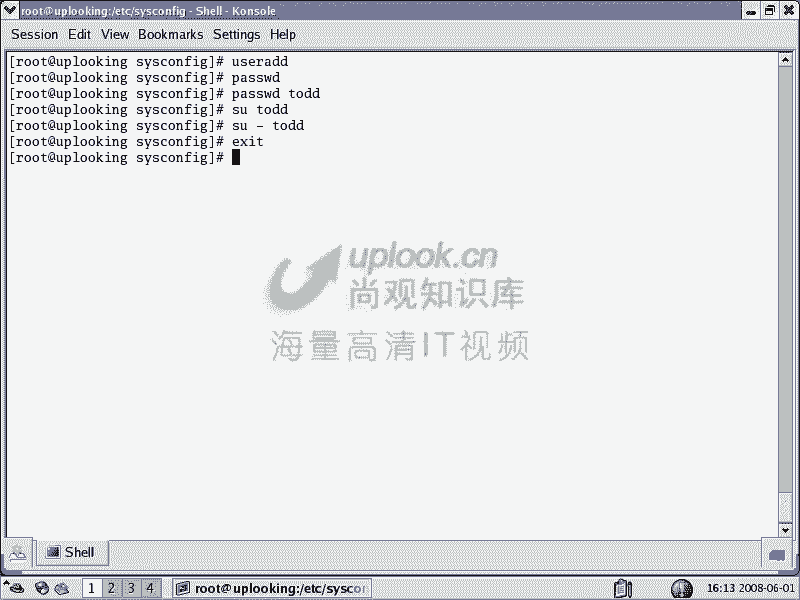 root@uplooking:/etc/sysconfig - Shell - Konsole
Session Edit View Bookmarks Settings Help
[root@uplooking sysconfig]# useradd
[root@uplooking sysconfig]# passwd
[root@uplooking sysconfig]# passwd todd
[root@uplooking sysconfig]# su todd
[root@uplooking sysconfig]# su - todd
[root@uplooking sysconfig]# exit
[root@uplooking sysconfig]#
uplook.cn
尚观知识库
海量高清IT视频
Shell
1 2 3 4 root@uplooking:/etc/syscor 16:13 2008-06-01